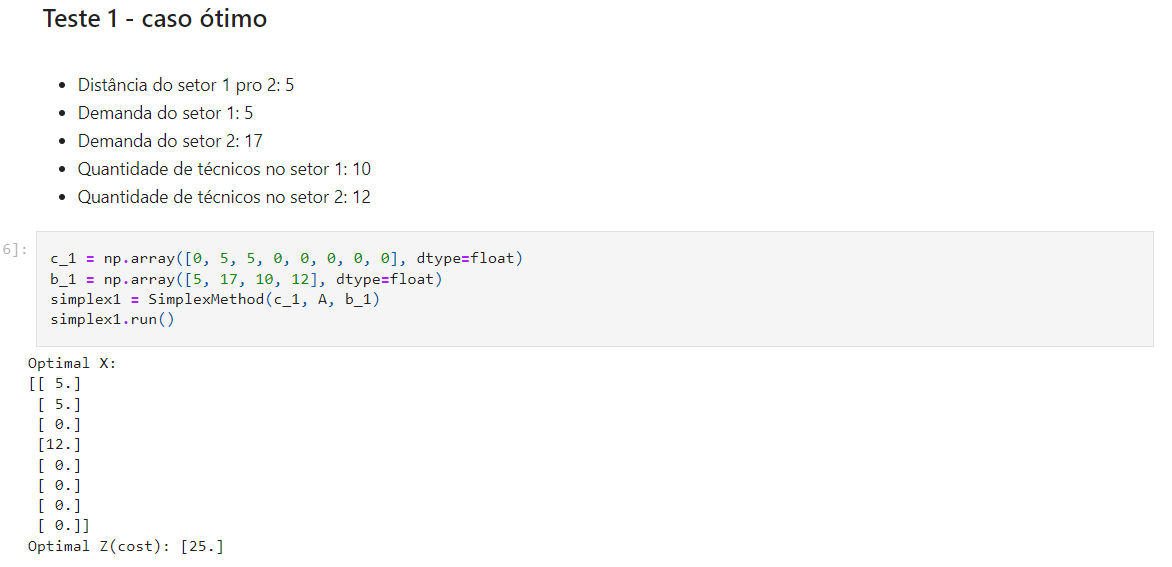 Teste 1 - caso ótimo
• Distância do setor 1 pro 2: 5
• Demanda do setor 1: 5
• Demanda do setor 2: 17
• Quantidade de técnicos no setor 1: 10
• Quantidade de técnicos no setor 2: 12
6]:
c_1 = np.array([0, 5, 5, 0, 0, 0, 0, 0], dtype=float)
b_1 = np.array([5, 17, 10, 12], dtype=float)
simplex1 = SimplexMethod(c_1, A, b_1)
simplex1.run()
Optimal X:
[[ 5.]
[ 5.]
[ 0.]
[12.]
[ 0.]
[ 0.]
[ 0.]
[ 0.]]
Optimal Z(cost): [25.]